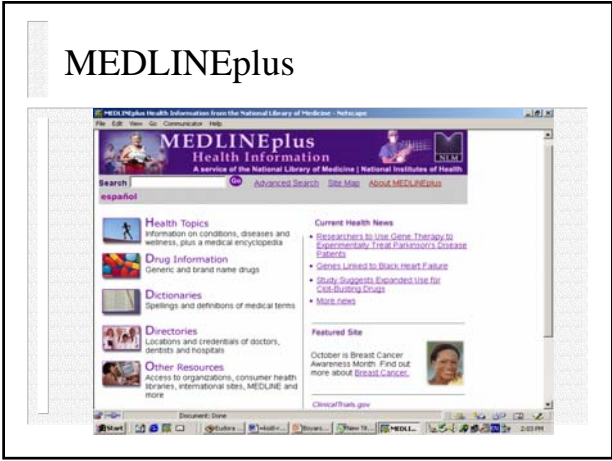 MEDLINEplus
MEDLINEplus Health Information from the National Library of Medicine - Netscape
File Edit View Go Communicator Help
MEDLINEplus
Health Information
A service of the National Library of Medicine | National Institutes of Health
NLM
Search Go Advanced Search Site Map About MEDLINEplus
español
Health Topics
Information on conditions, diseases and
wellness, plus a medical encyclopedia
Drug Information
Generic and brand name drugs
Dictionaries
Spellings and definitions of medical terms
Directories
Locations and credentials of doctors,
dentists and hospitals
Other Resources
Access to organizations, consumer health
libraries, international sites, MEDLINE and
more
Current Health News
Researchers to Use Gene Therapy to
Experimentally Treat Parkinson's Disease
Patients
Genes Linked to Black Heart Failure
Study Suggests Expanded Use for
Clot-Busting Drugs
More news
Featured Site
October is Breast Cancer
Awareness Month. Find out
more about Breast Cancer.
ClinicalTrials.gov
Document: Done
Start Eudora ... MEDLI... 2:03 PM